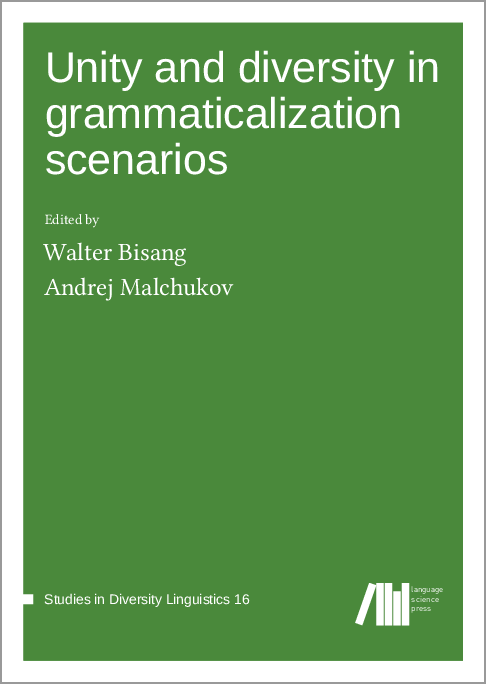 Unity and diversity in
grammaticalization
scenarios
Edited by
Walter Bisang
Andrej Malchukov
Studies in Diversity Linguistics 16
language
science
press